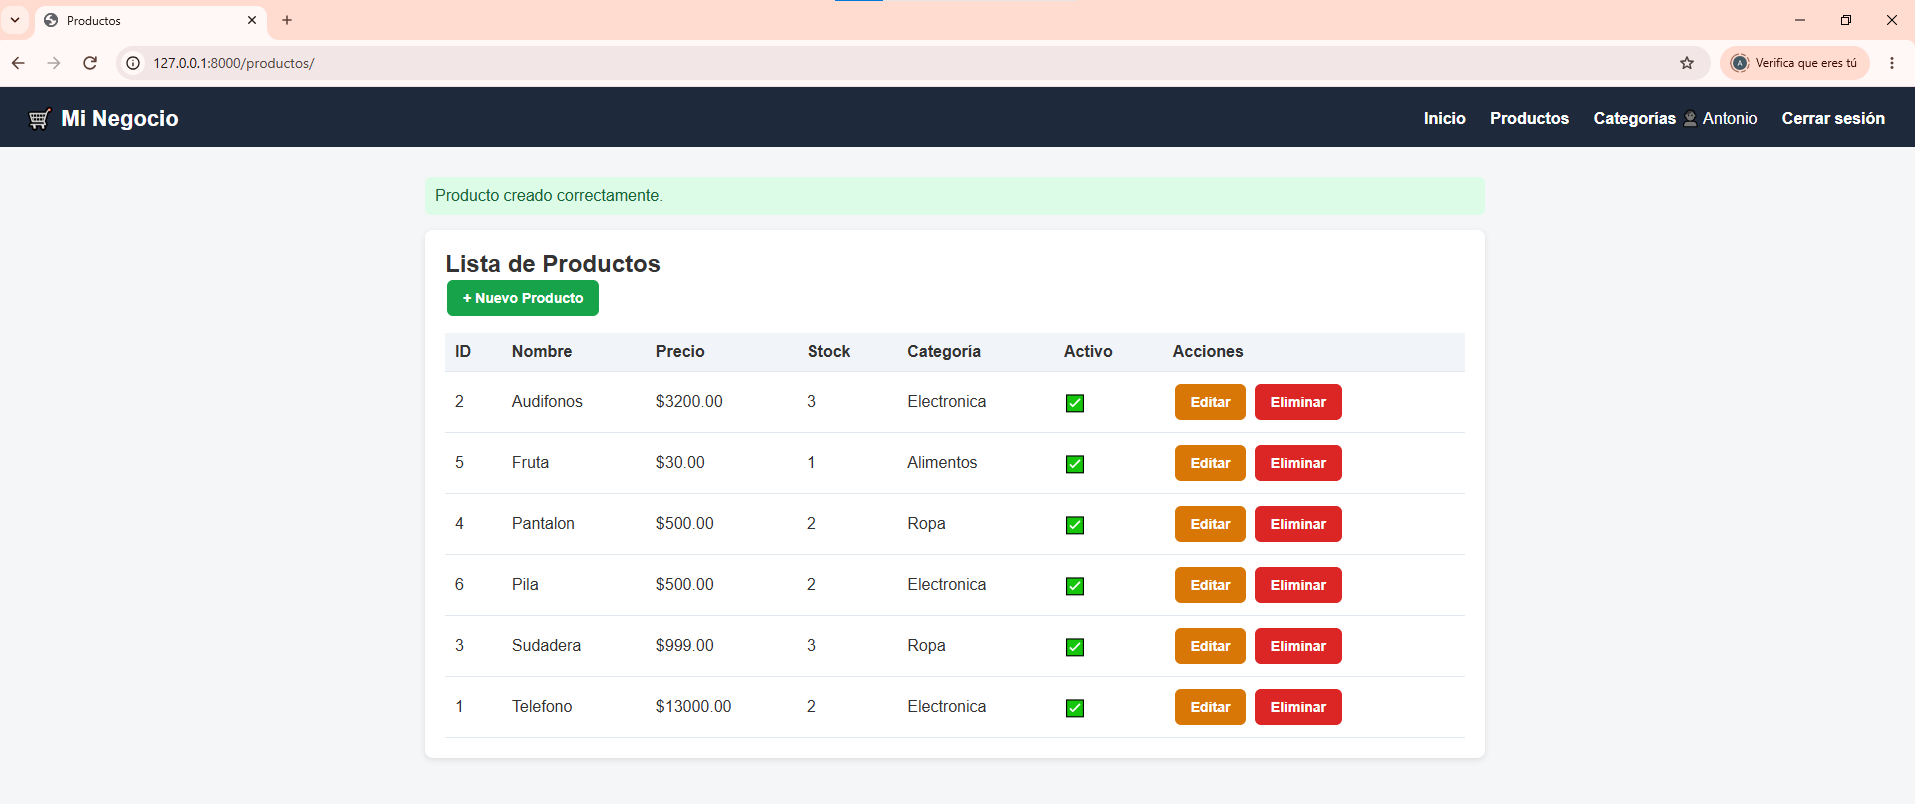 Productos
127.0.0.1:8000/productos/
Verifica que eres tú
Mi Negocio
Inicio Productos Categorías Antonio Cerrar sesión
Producto creado correctamente.
Lista de Productos
+ Nuevo Producto
ID Nombre Precio Stock Categoría Activo Acciones
2 Audifonos $3200.00 3 Electronica Editar Eliminar
5 Fruta $30.00 1 Alimentos Editar Eliminar
4 Pantalon $500.00 2 Ropa Editar Eliminar
6 Pila $500.00 2 Electronica Editar Eliminar
3 Sudadera $999.00 3 Ropa Editar Eliminar
1 Telefono $13000.00 2 Electronica Editar Eliminar